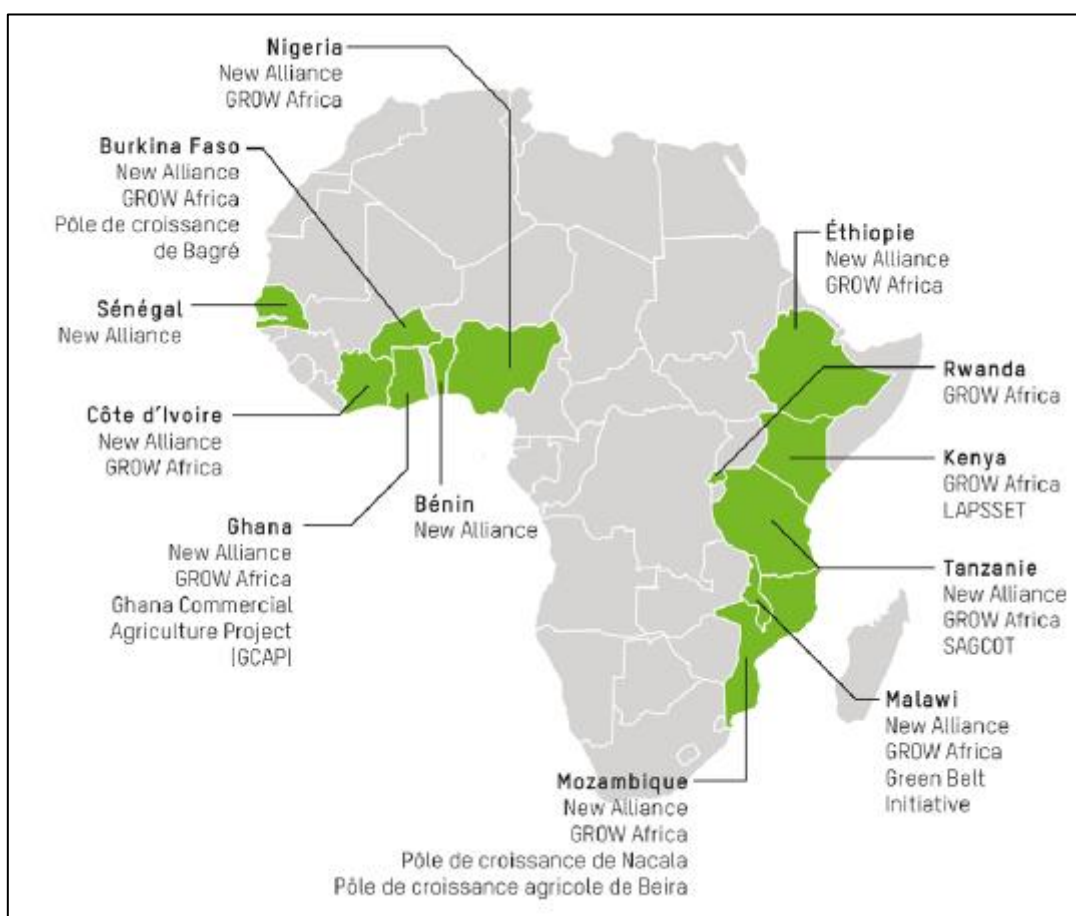 Nigeria
New Alliance
GROW Africa
Burkina Faso
New Alliance
GROW Africa
Pôle de croissance
de Bagré
Sénégal
New Alliance
Côte d'Ivoire
New Alliance
GROW Africa
Ghana
New Alliance
GROW Africa
Ghana Commercial
Agriculture Project
(GCAP)
Bénin
New Alliance
Éthiopie
New Alliance
GROW Africa
Rwanda
GROW Africa
Kenya
GROW Africa
LAPSSET
Tanzanie
New Alliance
GROW Africa
SAGCOT
Malawi
New Alliance
GROW Africa
Green Belt
Initiative
Mozambique
New Alliance
GROW Africa
Pôle de croissance de Nacala
Pôle de croissance agricole de Beira